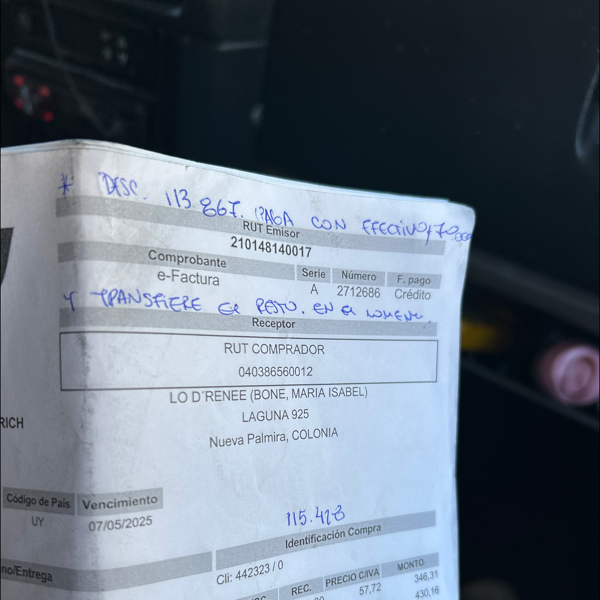 * DESC. 113.867. PAGA CON EFECTIVO
RUT Emisor
210148140017
Comprobante
Serie
Número
F. pago
e-Factura
A
2712686
Crédito
Y TRANSFIERE EL RESTO. EN EL MOMENTO.
Receptor
RUT COMPRADOR
040386560012
LO D´RENEE (BONE, MARIA ISABEL)
LAGUNA 925
Nueva Palmira, COLONIA
RICH
Código de País
Vencimiento
UY
07/05/2025
115.428
Identificación Compra
no/Entrega
Cli: 442323 / 0
REC.
PRECIO C/IVA
MONTO
57,72
346,31
430,16